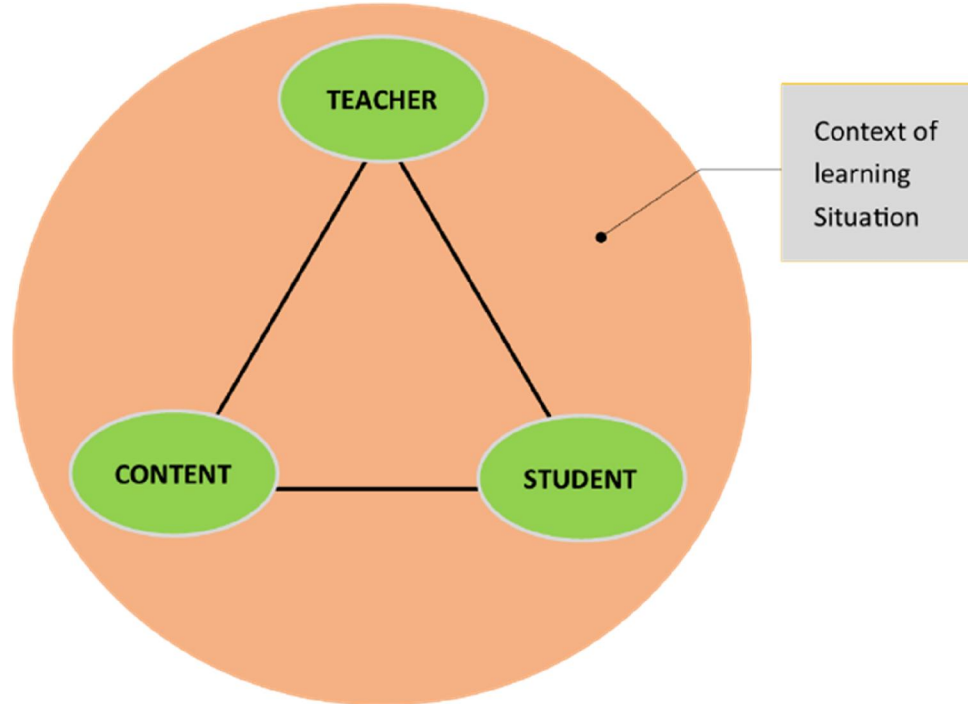 TEACHER
Context of
learning
Situation
CONTENT
STUDENT